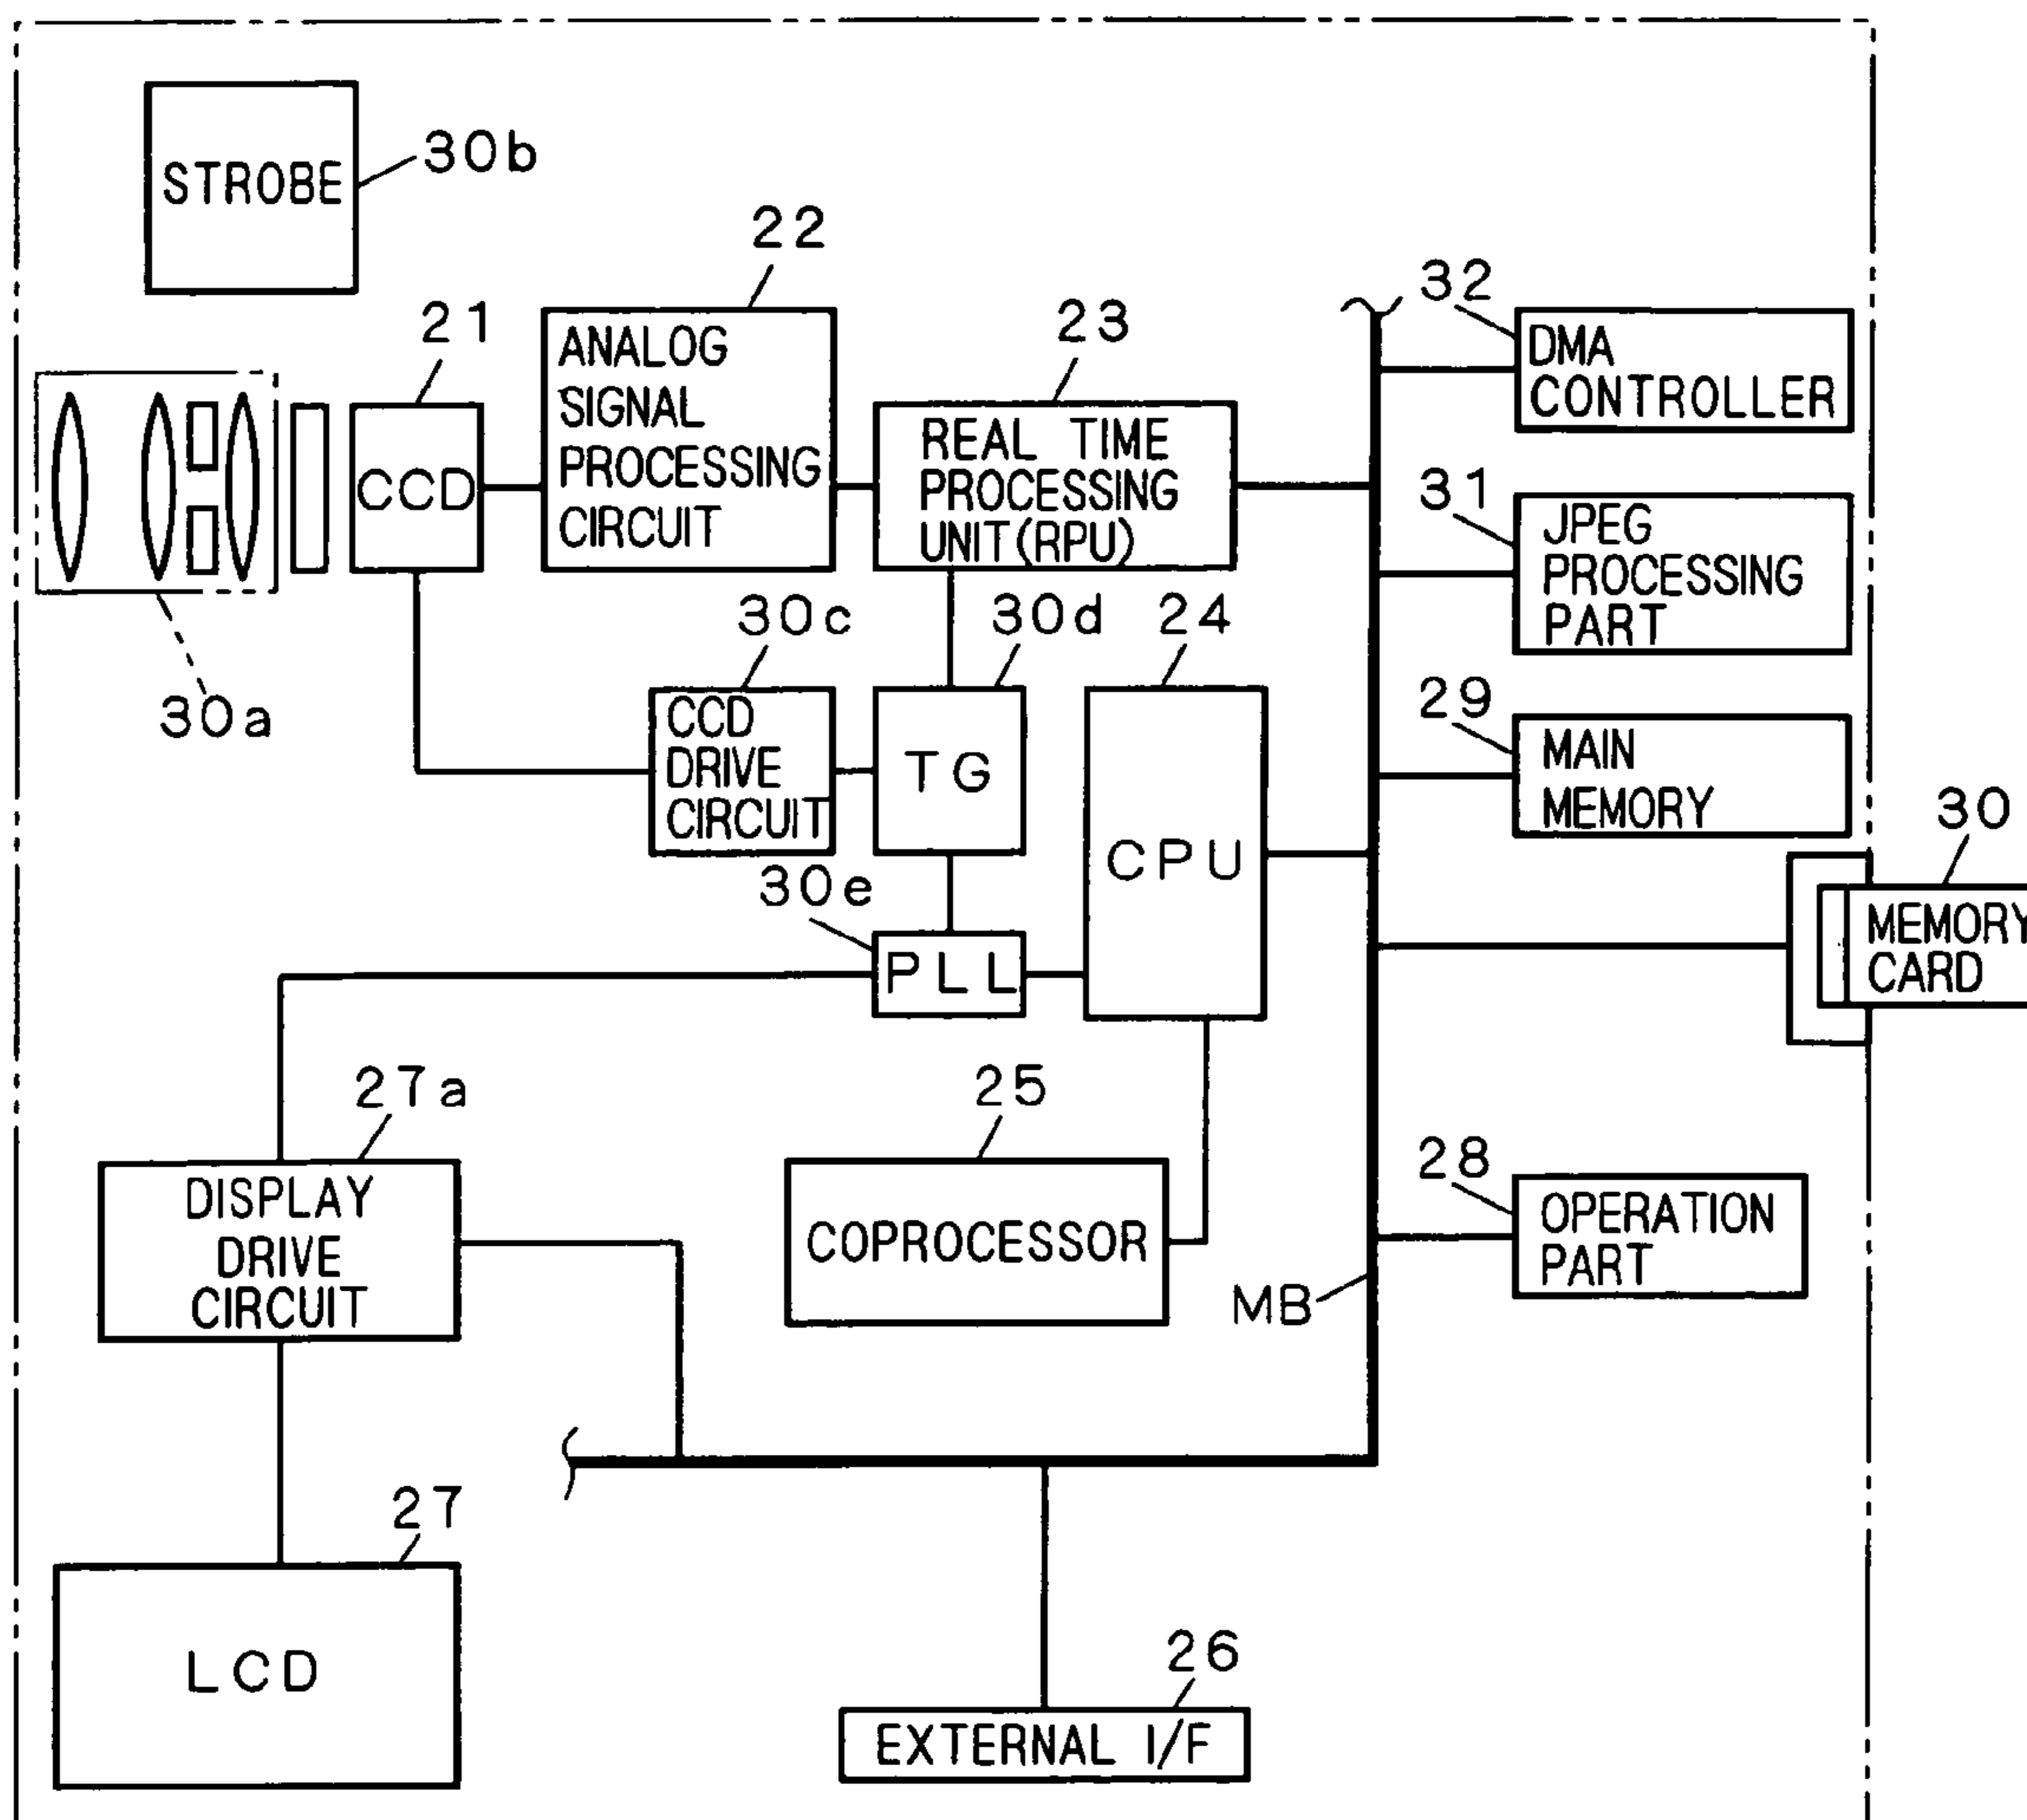 STROBE
30b
22
21
ANALOG
SIGNAL
PROCESSING
CIRCUIT
23
32
DMA
CONTROLLER
CCD
REAL TIME
PROCESSING
UNIT(RPU)
31
JPEG
PROCESSING
PART
30a
30c
30d
24
CCD
DRIVE
CIRCUIT
TG
CPU
29
MAIN
MEMORY
30
MEMORY
CARD
30e
PLL
27a
DISPLAY
DRIVE
CIRCUIT
25
COPROCESSOR
28
OPERATION
PART
MB
27
LCD
26
EXTERNAL I/F